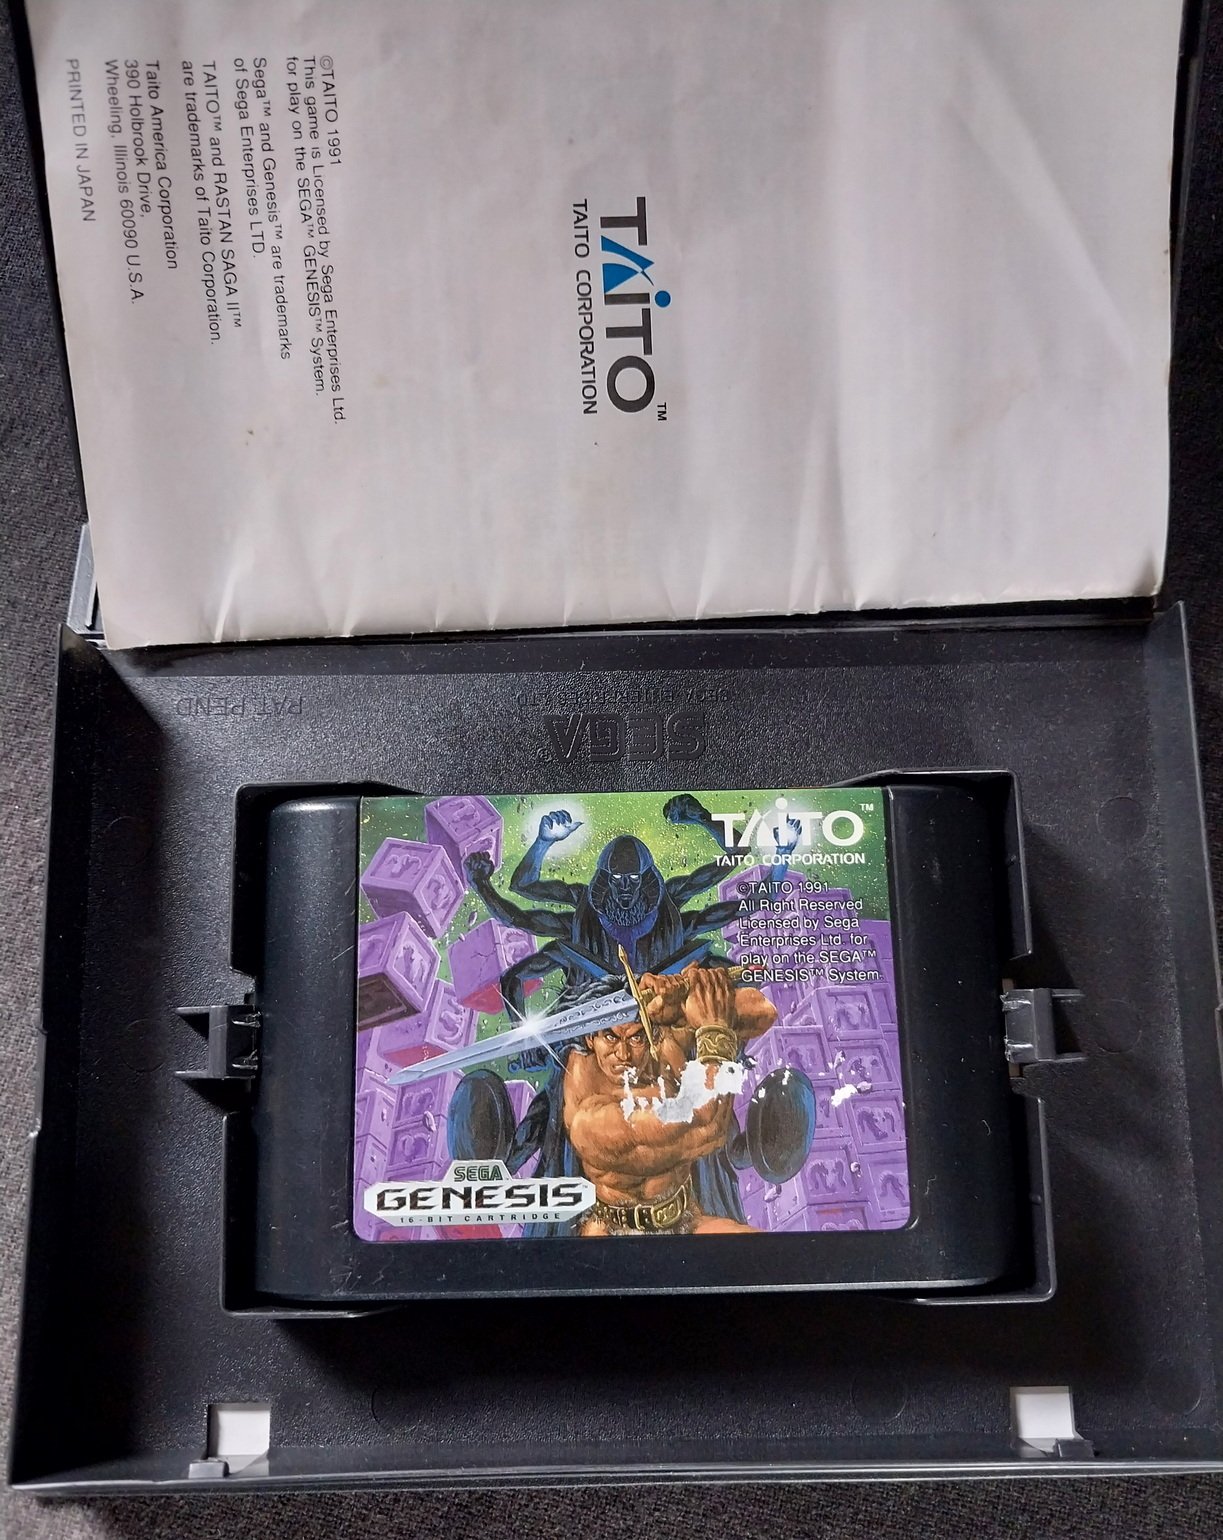 TAITO™
TAITO CORPORATION
©TAITO 1991
This game is Licensed by Sega Enterprises Ltd.
for play on the SEGA™ GENESIS™ System.
Sega™ and Genesis™ are trademarks
of Sega Enterprises LTD.
TAITO™ and RASTAN SAGA II™
are trademarks of Taito Corporation.
Taito America Corporation
390 Holbrook Drive,
Wheeling, Illinois 60090 U.S.A.
PRINTED IN JAPAN
PAT. PEND
SEGA ENTERPRISES LTD.
SEGA
TAITO™
TAITO CORPORATION
©TAITO 1991
All Right Reserved
Licensed by Sega
Enterprises Ltd. for
play on the SEGA™
GENESIS™ System.
SEGA
GENESIS
16-BIT CARTRIDGE